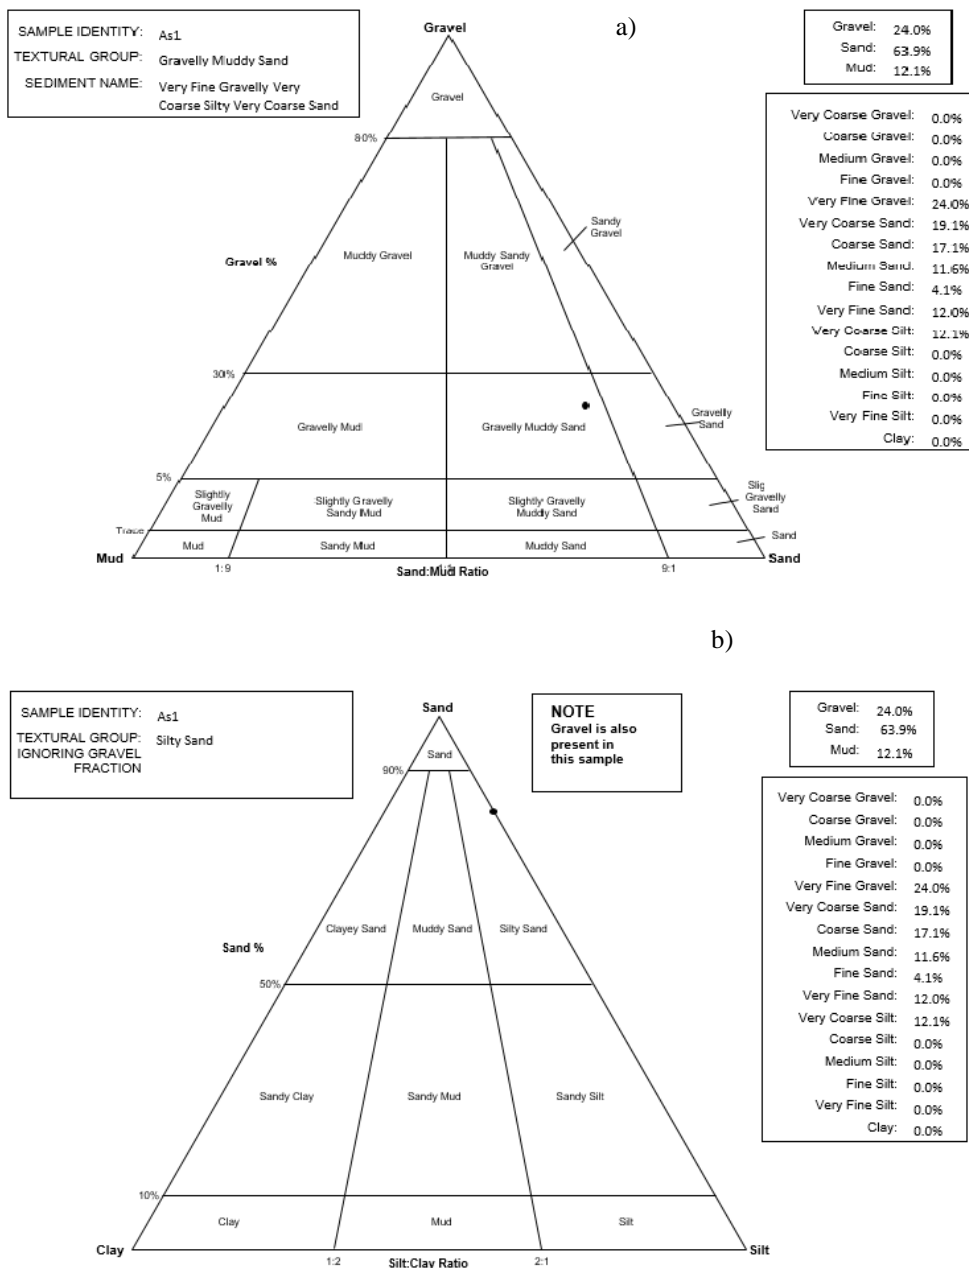 a)
SAMPLE IDENTITY: As1
TEXTURAL GROUP: Gravelly Muddy Sand
SEDIMENT NAME: Very Fine Gravelly Very
Coarse Silty Very Coarse Sand
Gravel: 24.0%
Sand: 63.9%
Mud: 12.1%
Very Coarse Gravel: 0.0%
Coarse Gravel: 0.0%
Medium Gravel: 0.0%
Fine Gravel: 0.0%
Very Fine Gravel: 24.0%
Very Coarse Sand: 19.1%
Coarse Sand: 17.1%
Medium Sand: 11.6%
Fine Sand: 4.1%
Very Fine Sand: 12.0%
Very Coarse Silt: 12.1%
Coarse Silt: 0.0%
Medium Silt: 0.0%
Fine Silt: 0.0%
Very Fine Silt: 0.0%
Clay: 0.0%
Gravel
Gravel
80%
Sandy
Gravel
Gravel %
Muddy Gravel
Muddy Sandy
Gravel
30%
Gravelly Mud
Gravelly Muddy Sand
Gravelly
Sand
5%
Slightly
Gravelly
Mud
Slightly Gravelly
Sandy Mud
Slightly Gravelly
Muddy Sand
Slig
Gravelly
Sand
Trace
Mud
Sandy Mud
Muddy Sand
Sand
Mud
Sand
1:9
9:1
Sand:Mud Ratio
b)
SAMPLE IDENTITY: As1
TEXTURAL GROUP: Silty Sand
IGNORING GRAVEL
FRACTION
NOTE
Gravel is also
present in
this sample
Gravel: 24.0%
Sand: 63.9%
Mud: 12.1%
Very Coarse Gravel: 0.0%
Coarse Gravel: 0.0%
Medium Gravel: 0.0%
Fine Gravel: 0.0%
Very Fine Gravel: 24.0%
Very Coarse Sand: 19.1%
Coarse Sand: 17.1%
Medium Sand: 11.6%
Fine Sand: 4.1%
Very Fine Sand: 12.0%
Very Coarse Silt: 12.1%
Coarse Silt: 0.0%
Medium Silt: 0.0%
Fine Silt: 0.0%
Very Fine Silt: 0.0%
Clay: 0.0%
Sand
Sand
90%
Clayey Sand
Muddy Sand
Silty Sand
Sand %
50%
Sandy Clay
Sandy Mud
Sandy Silt
10%
Clay
Mud
Silt
Clay
Silt
1:2
2:1
Silt:Clay Ratio